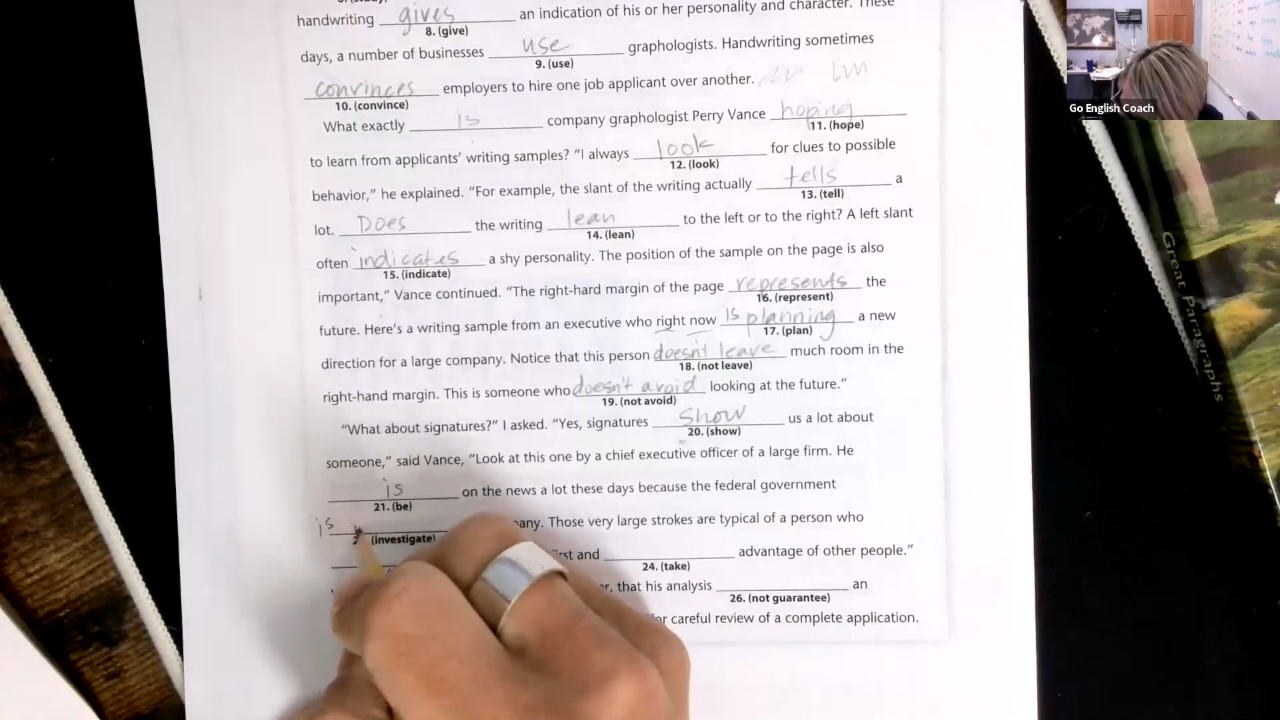 handwriting gives an indication of his or her personality and character. These
8. (give)
days, a number of businesses use graphologists. Handwriting sometimes
9. (use)
convinces employers to hire one job applicant over another.
10. (convince)
What exactly is company graphologist Perry Vance hoping
11. (hope)
to learn from applicants' writing samples? "I always look for clues to possible
12. (look)
behavior," he explained. "For example, the slant of the writing actually tells a
13. (tell)
lot. Does the writing lean to the left or to the right? A left slant
14. (lean)
often indicates a shy personality. The position of the sample on the page is also
15. (indicate)
important," Vance continued. "The right-hard margin of the page represents the
16. (represent)
future. Here's a writing sample from an executive who right now is planning a new
17. (plan)
direction for a large company. Notice that this person doesn't leave much room in the
18. (not leave)
right-hand margin. This is someone who doesn't avoid looking at the future."
19. (not avoid)
"What about signatures?" I asked. "Yes, signatures show us a lot about
20. (show)
someone," said Vance, "Look at this one by a chief executive officer of a large firm. He
is on the news a lot these days because the federal government
21. (be)
is any. Those very large strokes are typical of a person who
(investigate)
rst and advantage of other people."
24. (take)
that his analysis an
26. (not guarantee)
careful review of a complete application.
Go English Coach
Great Paragraphs